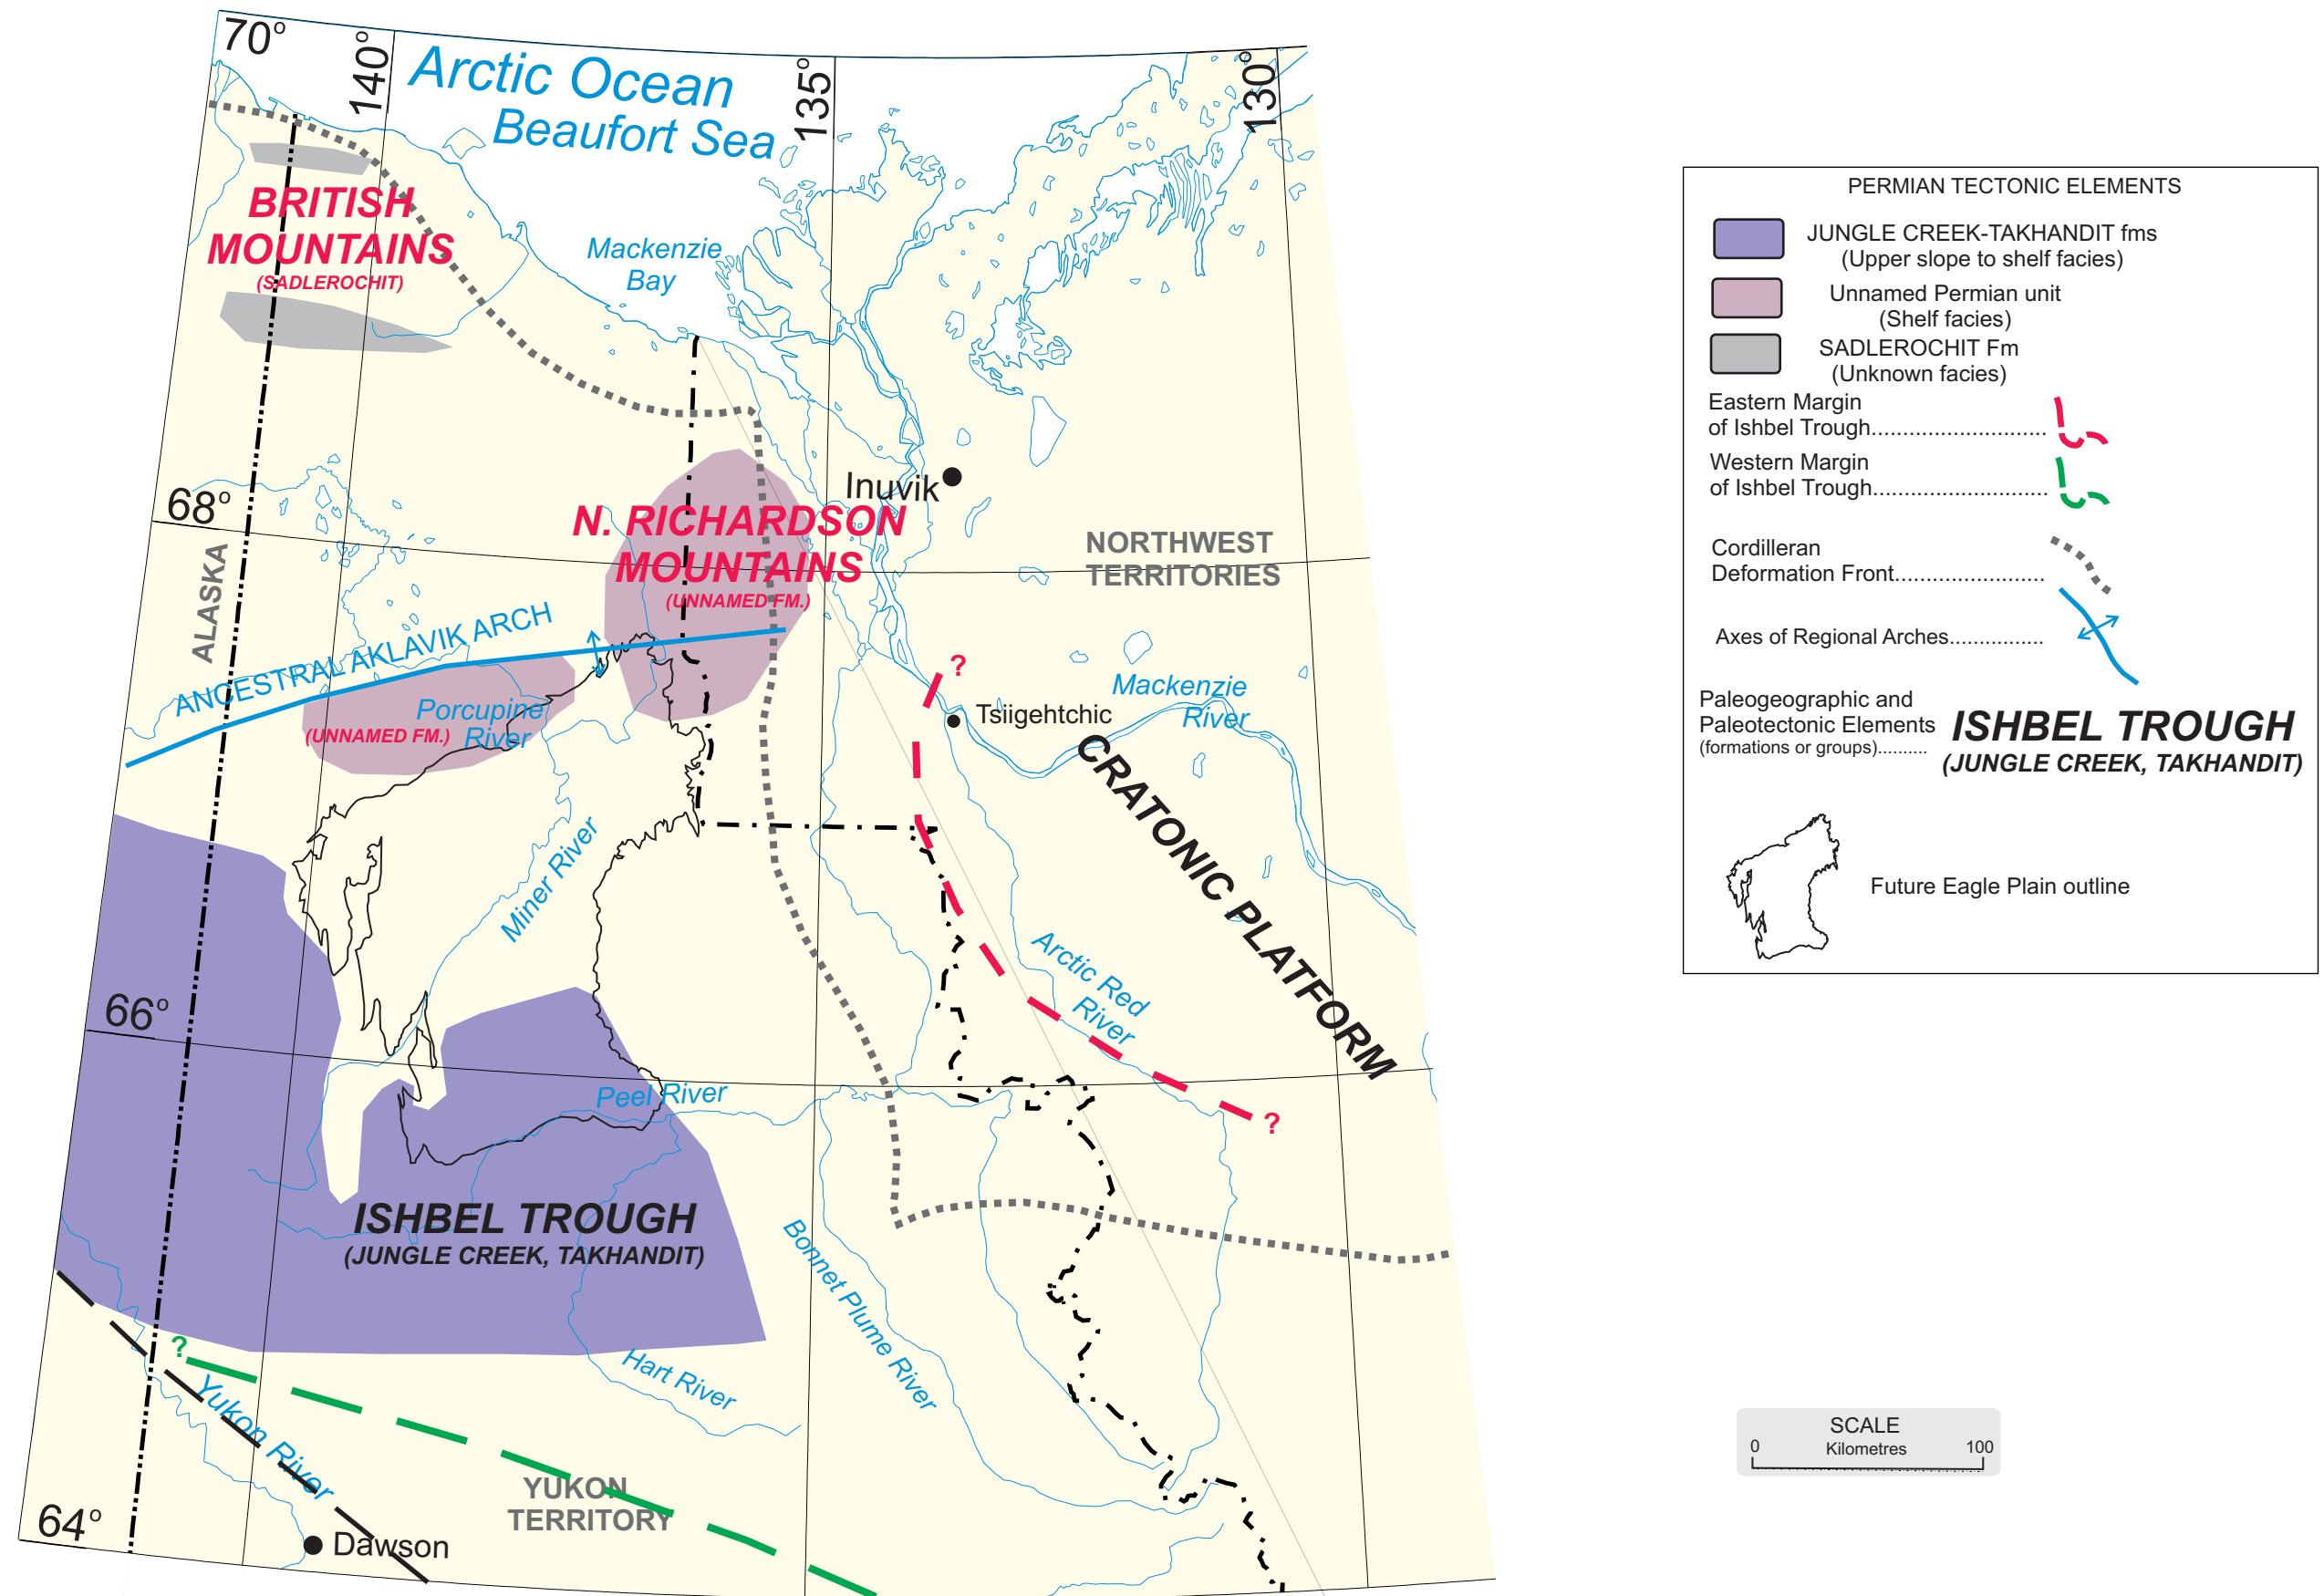 70°
140°
Arctic Ocean
Beaufort Sea
135°
130°
BRITISH
MOUNTAINS
(SADLEROCHIT)
Mackenzie
Bay
Inuvik
68°
N. RICHARDSON
MOUNTAINS
(UNNAMED FM.)
NORTHWEST
TERRITORIES
ALASKA
ANCESTRAL AKLAVIK ARCH
?
Mackenzie
River
Porcupine
River
(UNNAMED FM.)
Tsiigehtchic
CRATONIC PLATFORM
Miner River
Arctic Red
River
66°
Peel River
?
ISHBEL TROUGH
(JUNGLE CREEK, TAKHANDIT)
Bonnet Plume River
?
Hart River
Yukon River
YUKON
TERRITORY
64°
Dawson
PERMIAN TECTONIC ELEMENTS
JUNGLE CREEK-TAKHANDIT fms
(Upper slope to shelf facies)
Unnamed Permian unit
(Shelf facies)
SADLEROCHIT Fm
(Unknown facies)
Eastern Margin
of Ishbel Trough............................
Western Margin
of Ishbel Trough............................
Cordilleran
Deformation Front........................
Axes of Regional Arches...............
Paleogeographic and
Paleotectonic Elements
(formations or groups)..........
ISHBEL TROUGH
(JUNGLE CREEK, TAKHANDIT)
Future Eagle Plain outline
SCALE
0 Kilometres 100